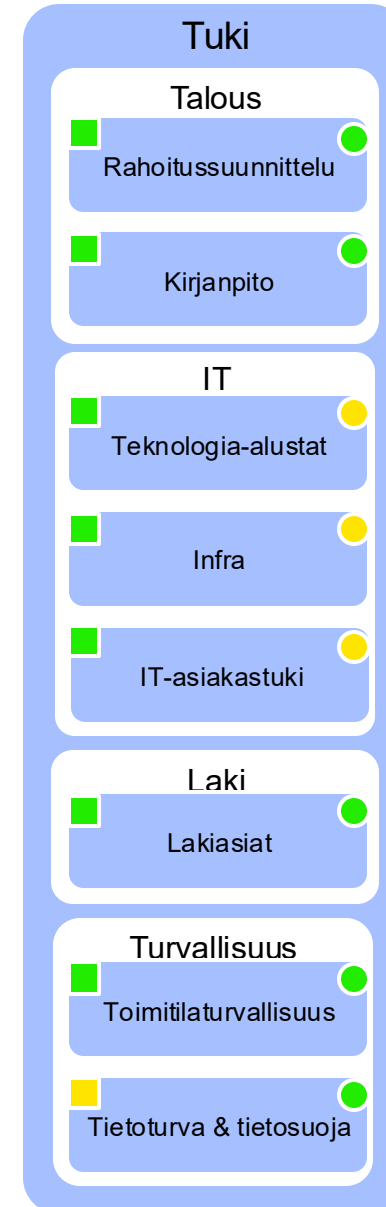 Tuki
Talous
Rahoitussuunnittelu
Kirjanpito
IT
Teknologia-alustat
Infra
IT-asiakastuki
Laki
Lakiasiat
Turvallisuus
Toimitilaturvallisuus
Tietoturva & tietosuoja